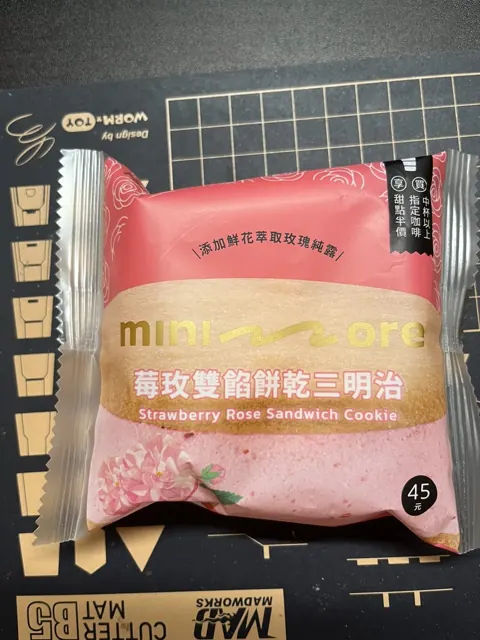 Design by
WORM×TOY
買
享
中杯以上
指定咖啡
甜點半價
\添加鮮花萃取玫瑰純露/
mini more
莓玫雙餡餅乾三明治
Strawberry Rose Sandwich Cookie
45
元
CUTTER
MAT
B5
MAD
MADWORKS